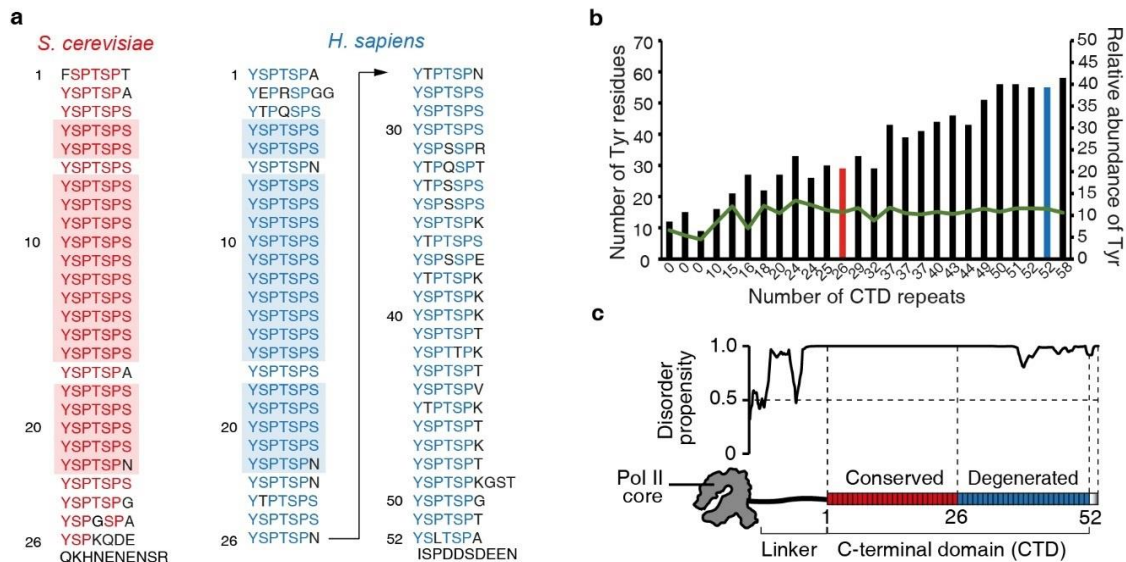 a
S. cerevisiae
1 FSPTSPT
YSPTSPA
YSPTSPS
YSPTSPS
YSPTSPS
YSPTSPN
YSPTSPS
YSPTSPS
YSPTSPS
10 YSPTSPS
YSPTSPS
YSPTSPS
YSPTSPS
YSPTSPS
YSPTSPS
YSPTSPS
YSPTSPA
YSPTSPS
YSPTSPS
20 YSPTSPS
YSPTSPS
YSPTSPN
YSPTSPS
YSPTSPG
YSPGSPA
26 YSPKQDE
QKHNENENSR
H. sapiens
1 YSPTSPA
YEPRSPGG
YTPQSPS
YSPTSPS
YSPTSPS
YSPTSPN
YSPTSPS
YSPTSPS
YSPTSPS
10 YSPTSPS
YSPTSPS
YSPTSPS
YSPTSPS
YSPTSPS
YSPTSPS
YSPTSPS
YSPTSPS
YSPTSPS
YSPTSPS
20 YSPTSPS
YSPTSPS
YSPTSPN
YSPTSPN
YTPTSPS
YSPTSPS
26 YSPTSPN
YTPTSPN
YSPTSPS
YSPTSPS
30 YSPTSPS
YSPSSPR
YTPQSPT
YTPSSPS
YSPSSPS
YSPTSPK
YTPTSPS
YSPSSPE
YTPTSPK
YSPTSPK
40 YSPTSPK
YSPTSPT
YSPTTPK
YSPTSPT
YSPTSPV
YTPTSPK
YSPTSPT
YSPTSPK
YSPTSPT
YSPTSPKGST
50 YSPTSPG
YSPTSPT
52 YSLTSPA
ISPDDSDEEN
b
Number of Tyr residues
70
60
50
40
30
20
10
0
Relative abundance of Tyr
50
40
30
25
20
15
10
5
0
0 0 0 10 15 16 18 20 24 24 25 26 29 32 37 37 37 40 43 44 49 50 51 52 52 58
Number of CTD repeats
c
Disorder
propensity
1.0
0.5
0
Pol II
core
Conserved
Degenerated
1 26 52
Linker
C-terminal domain (CTD)